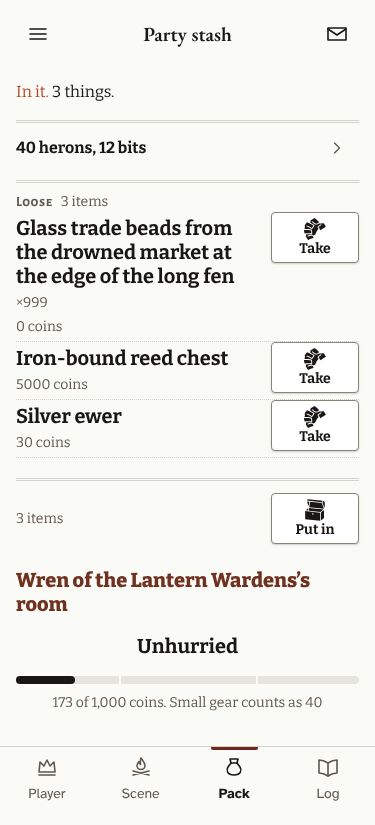 Party stash
In it. 3 things.
40 herons, 12 bits
LOOSE 3 items
Glass trade beads from
the drowned market at
the edge of the long fen
Take
×999
0 coins
Iron-bound reed chest
Take
5000 coins
Silver ewer
Take
30 coins
3 items
Put in
Wren of the Lantern Wardens’s
room
Unhurried
173 of 1,000 coins. Small gear counts as 40
Player
Scene
Pack
Log